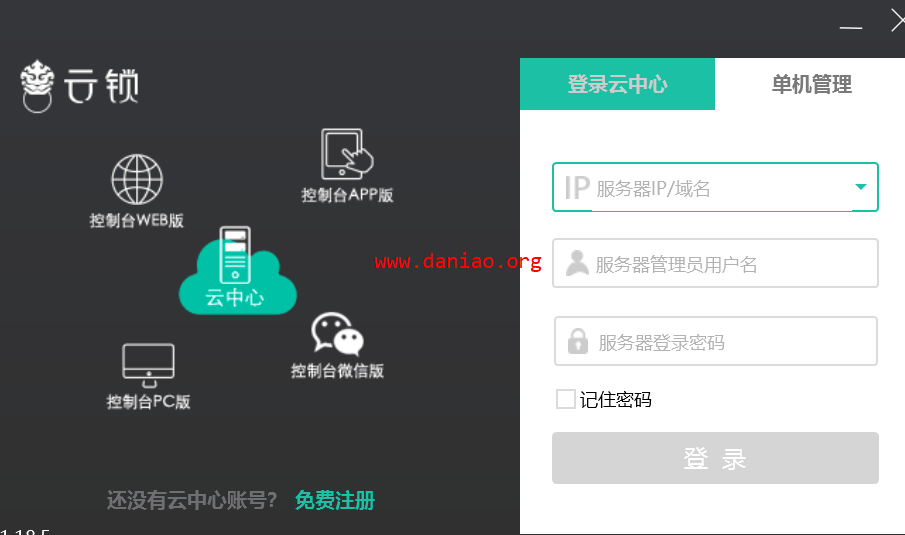 云锁
控制台WEB版
控制台APP版
云中心
控制台微信版
控制台PC版
www.daniao.org
还没有云中心账号? 免费注册
登录云中心
单机管理
IP 服务器IP/域名
服务器管理员用户名
服务器登录密码
记住密码
登 录